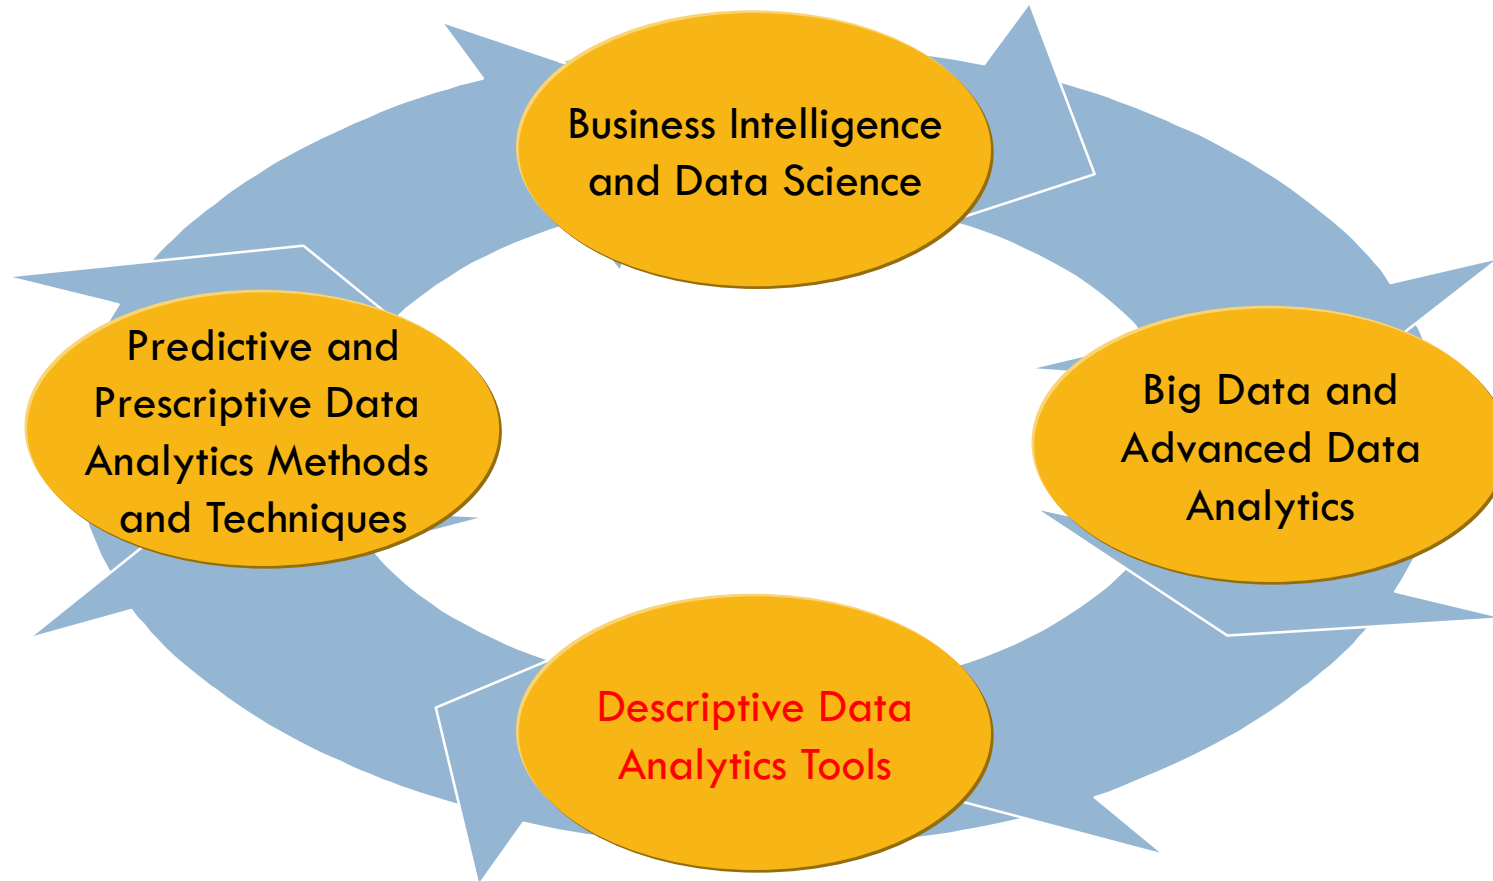 Business Intelligence
and Data Science
Predictive and
Prescriptive Data
Analytics Methods
and Techniques
Big Data and
Advanced Data
Analytics
Descriptive Data
Analytics Tools